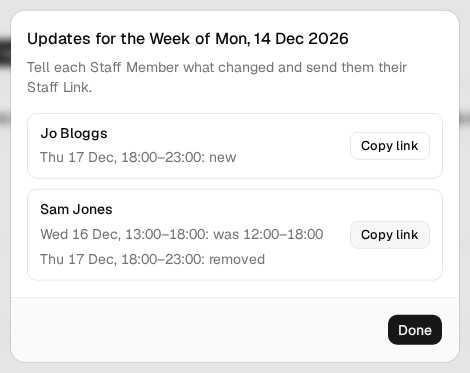 Updates for the Week of Mon, 14 Dec 2026
Tell each Staff Member what changed and send them their
Staff Link.
Jo Bloggs
Thu 17 Dec, 18:00–23:00: new
Copy link
Sam Jones
Wed 16 Dec, 13:00–18:00: was 12:00–18:00
Thu 17 Dec, 18:00–23:00: removed
Copy link
Done